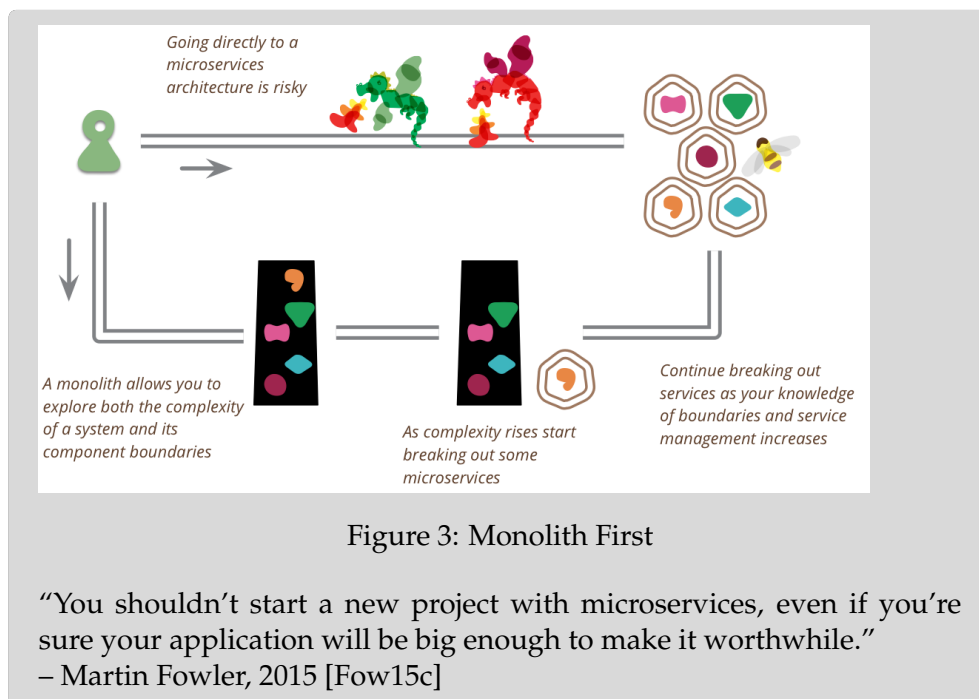 Going directly to a
microservices
architecture is risky
A monolith allows you to
explore both the complexity
of a system and its
component boundaries
As complexity rises start
breaking out some
microservices
Continue breaking out
services as your knowledge
of boundaries and service
management increases
Figure 3: Monolith First
“You shouldn’t start a new project with microservices, even if you’re
sure your application will be big enough to make it worthwhile.”
– Martin Fowler, 2015 [Fow15c]